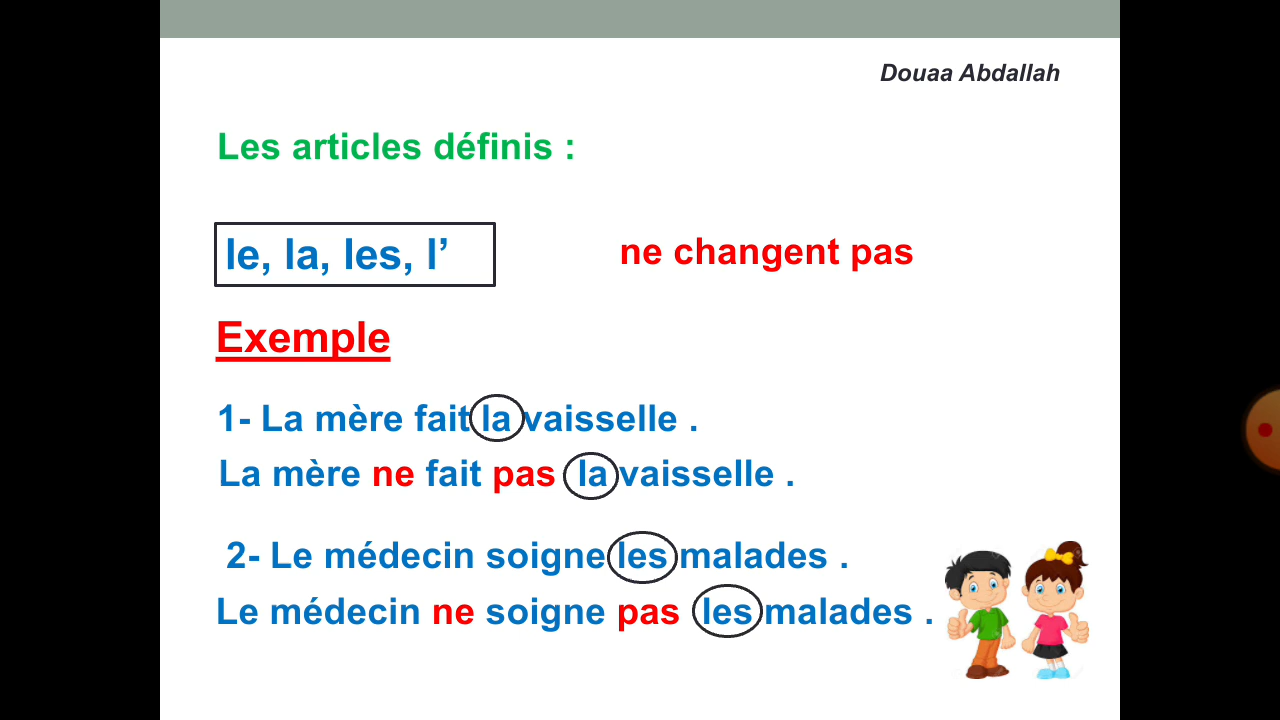 Douaa Abdallah
Les articles définis :
le, la, les, l’
ne changent pas
Exemple
1- La mère fait la vaisselle .
La mère ne fait pas la vaisselle .
2- Le médecin soigne les malades .
Le médecin ne soigne pas les malades .